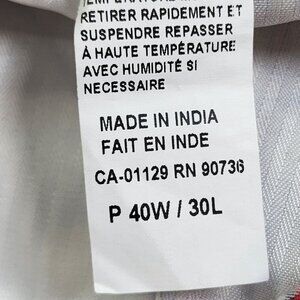 RETIRER RAPIDEMENT ET
SUSPENDRE REPASSER
À HAUTE TEMPÉRATURE
AVEC HUMIDITÉ SI
NECESSAIRE
MADE IN INDIA
FAIT EN INDE
CA-01129 RN 90736
P 40W / 30L